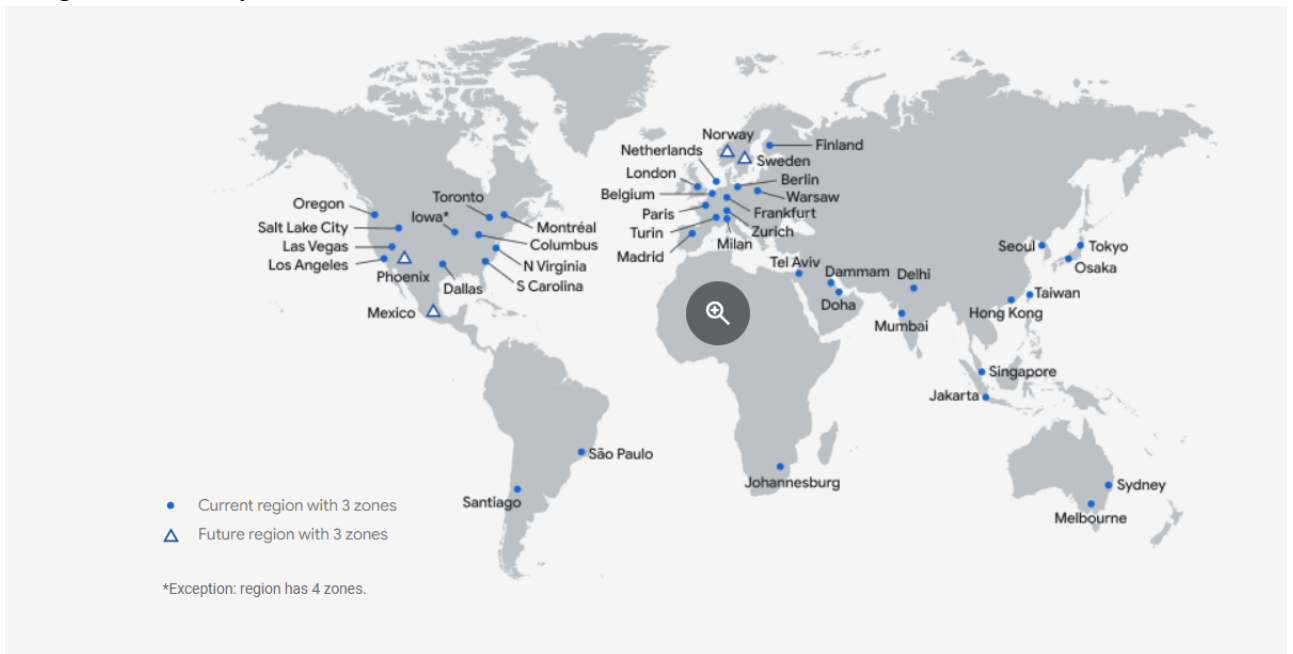 Norway
Finland
Netherlands
Sweden
London
Berlin
Belgium
Warsaw
Paris
Frankfurt
Turin
Zurich
Milan
Madrid
Oregon
Toronto
Iowa*
Salt Lake City
Montréal
Las Vegas
Columbus
Los Angeles
N Virginia
Phoenix
Dallas
S Carolina
Mexico
Tel Aviv
Dammam
Delhi
Doha
Mumbai
Seoul
Tokyo
Osaka
Taiwan
Hong Kong
Singapore
Jakarta
São Paulo
Santiago
Johannesburg
Sydney
Melbourne
Current region with 3 zones
Future region with 3 zones
*Exception: region has 4 zones.